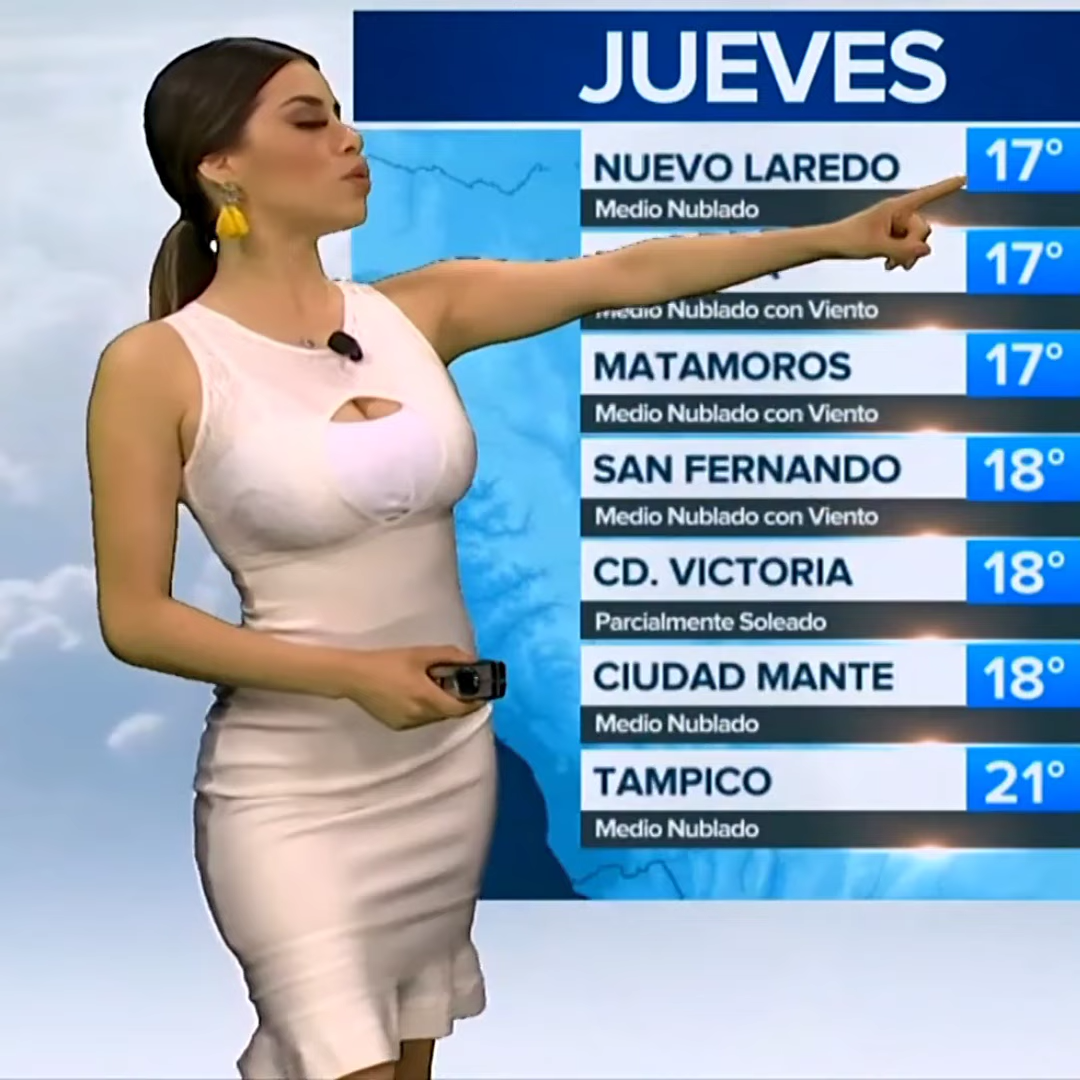 JUEVES
NUEVO LAREDO 17°
Medio Nublado
17°
Medio Nublado con Viento
MATAMOROS 17°
Medio Nublado con Viento
SAN FERNANDO 18°
Medio Nublado con Viento
CD. VICTORIA 18°
Parcialmente Soleado
CIUDAD MANTE 18°
Medio Nublado
TAMPICO 21°
Medio Nublado